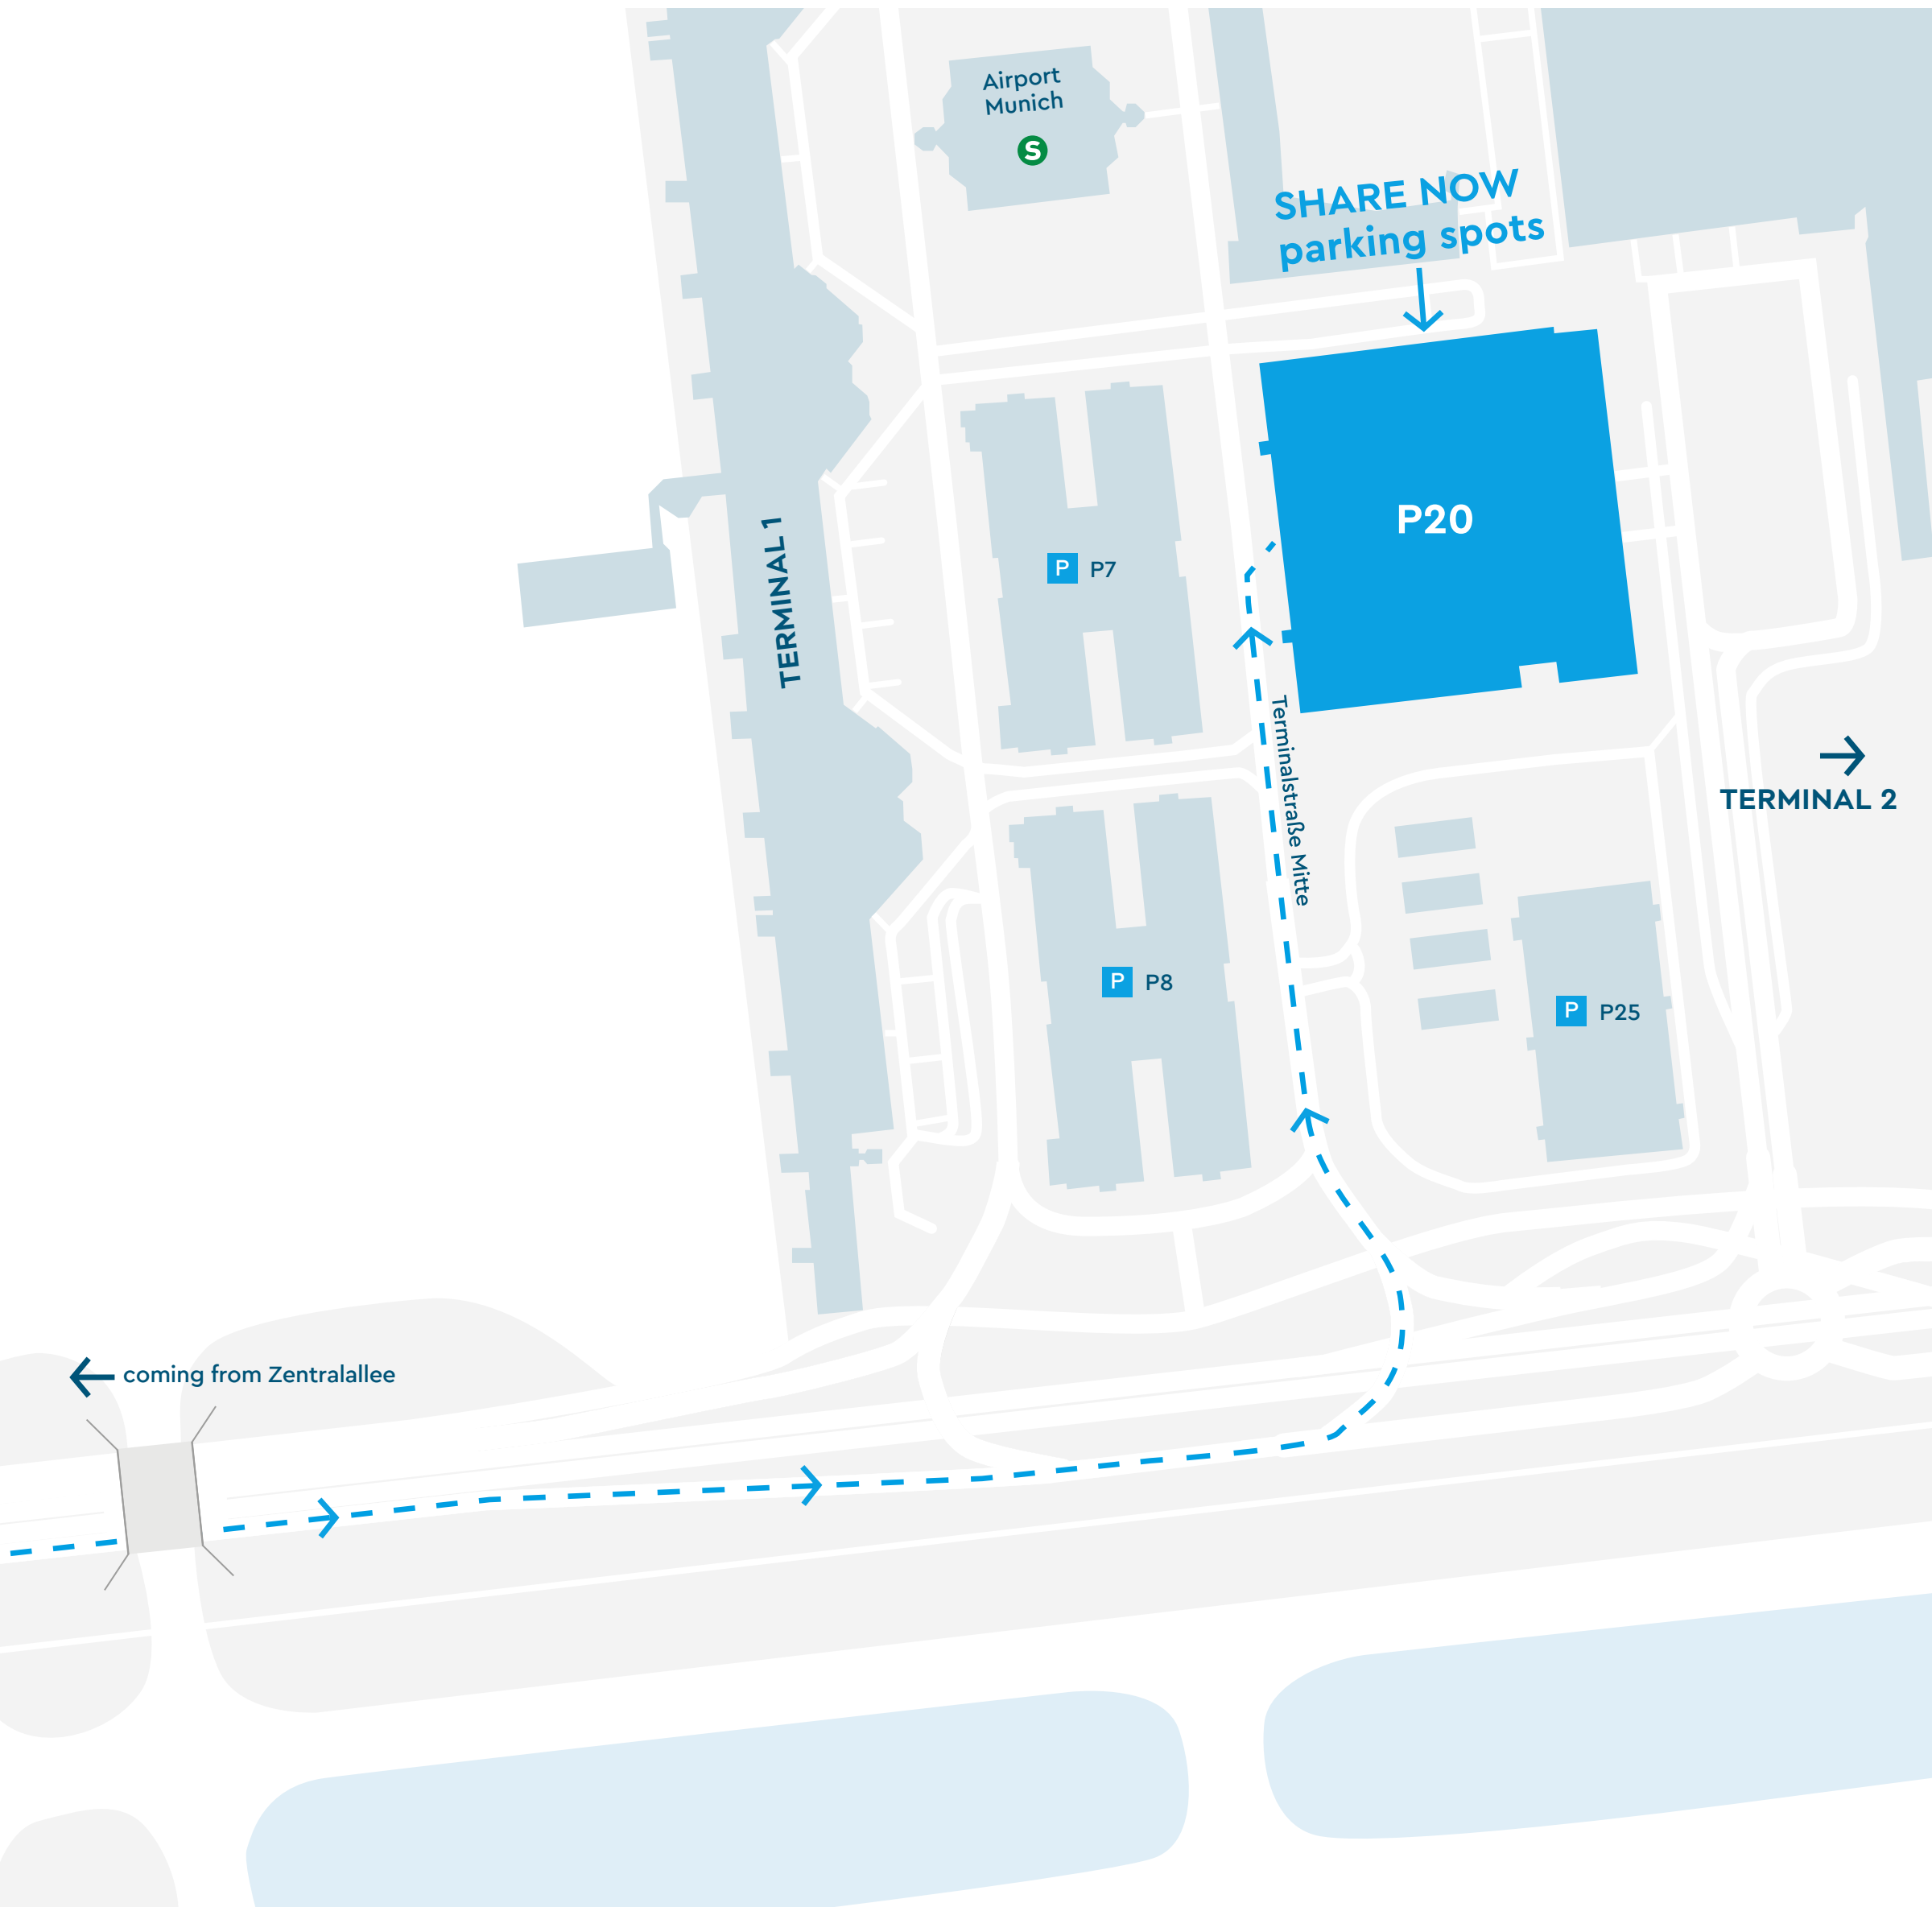 Airport
Munich
S
SHARE NOW
parking spots
P20
P P7
TERMINAL 1
Terminalstraße Mitte
TERMINAL 2
P P8
P P25
coming from Zentralallee